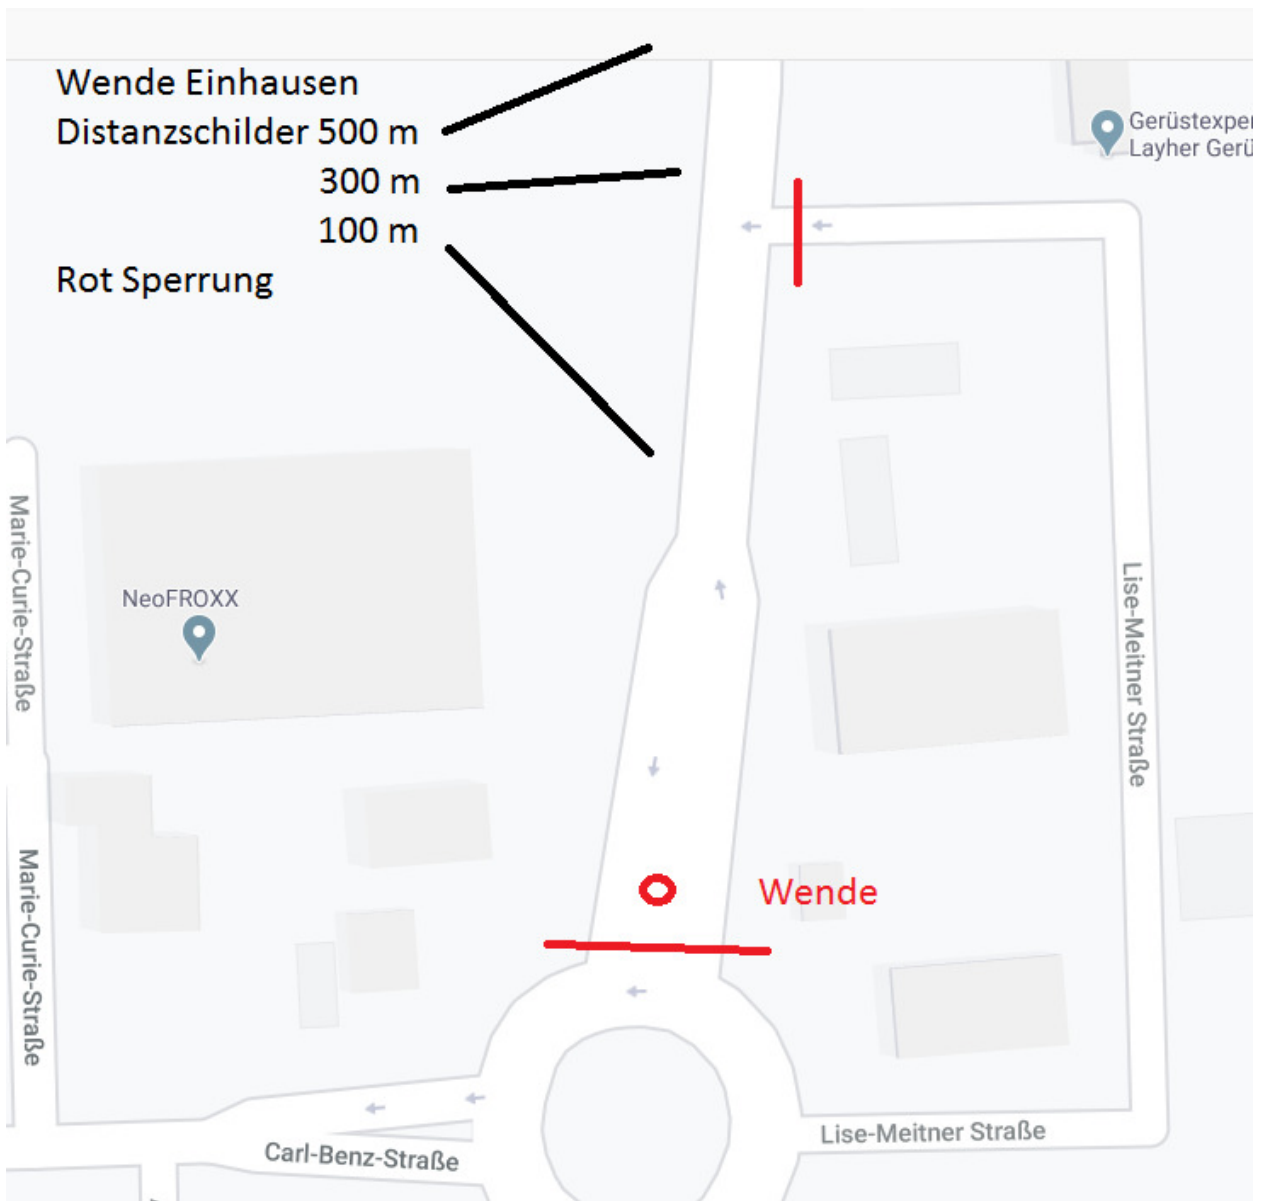 Wende Einhausen
Distanzschilder 500 m
300 m
100 m
Rot Sperrung
Gerüstexper
Layher Gerü
Marie-Curie-Straße
NeoFROXX
Lise-Meitner Straße
Wende
Marie-Curie-Straße
Lise-Meitner Straße
Carl-Benz-Straße